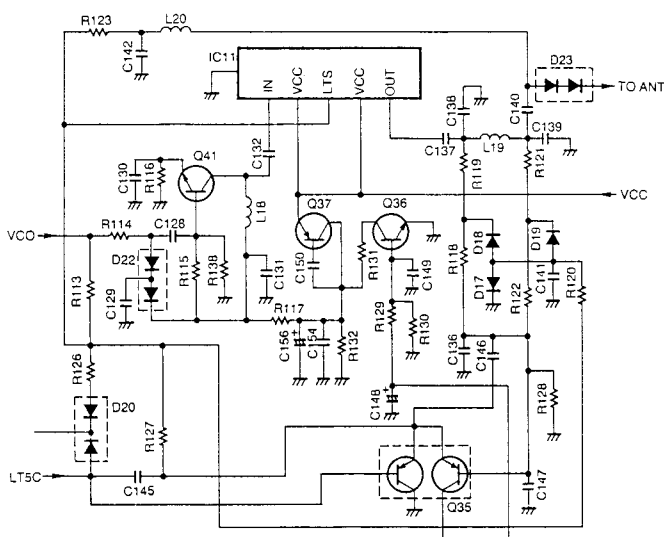 R123
L20
C142
IC11
IN
VCC
LTS
VCC
OUT
D23
TO ANT
C138
C140
C137
L19
C139
R119
R121
C130
R116
Q41
C132
VCC
Q37
Q36
L18
VCO
R114
C128
R118
D18
D19
D22
R115
R138
C131
C150
R131
C149
D17
C141
R120
R113
C129
R117
R122
C156
C154
R132
R129
R130
C136
C146
R126
D20
R127
C148
R128
LT5C
C145
Q35
C147